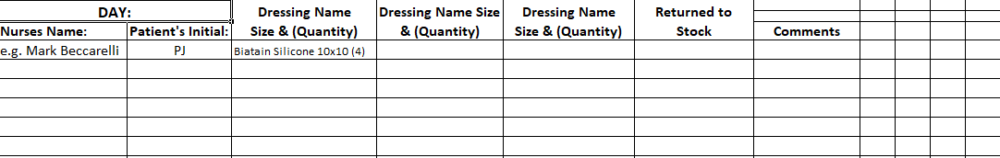 DAY:
Dressing Name
Dressing Name Size
Dressing Name
Returned to
Nurses Name:
Patient's Initial:
Size & (Quantity)
& (Quantity)
Size & (Quantity)
Stock
Comments
e.g. Mark Beccarelli
PJ
Biatain Silicone 10x10 (4)